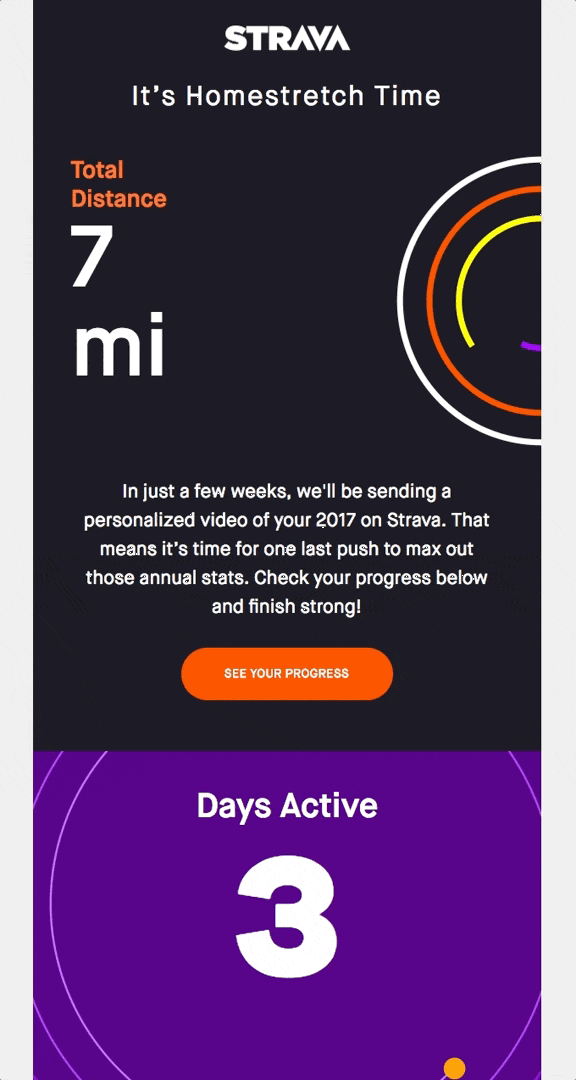 STRAVA
It's Homestretch Time
Total
Distance
7
mi
In just a few weeks, we'll be sending a
personalized video of your 2017 on Strava. That
means it's time for one last push to max out
those annual stats. Check your progress below
and finish strong!
SEE YOUR PROGRESS
Days Active
3